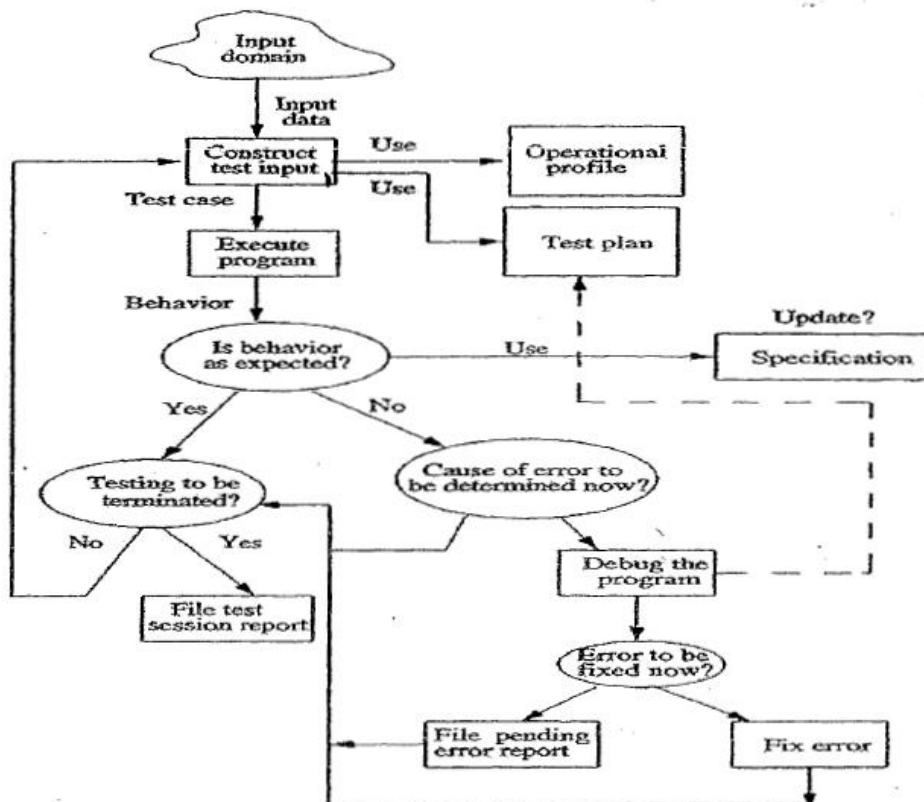 Input
domain
Input
data
Construct
test input
Use
Operational
profile
Use
Test case
Test plan
Execute
program
Behavior
Update?
Is behavior
as expected?
Use
Specification
Yes
No
Testing to be
terminated?
Cause of error to
be determined now?
No
Yes
Debug the
program
File test
session report
Error to be
fixed now?
File pending
error report
Fix error